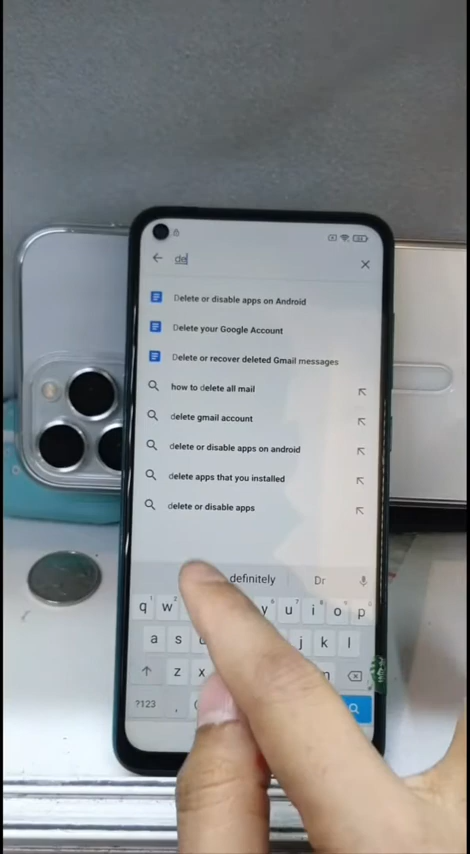 de
Delete or disable apps on Android
Delete your Google Account
Delete or recover deleted Gmail messages
how to delete all mail
delete gmail account
delete or disable apps on android
delete apps that you installed
delete or disable apps
definitely Dr
q w y u i o p
a s j k l
z x
?123 ,